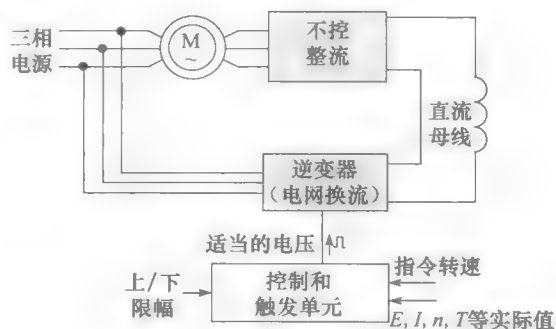 三相
电源
M
~
不控
整流
直流
母线
逆变器
(电网换流)
适当的电压
上/下
限幅
控制和
触发单元
指令转速
E, I, n, T等实际值